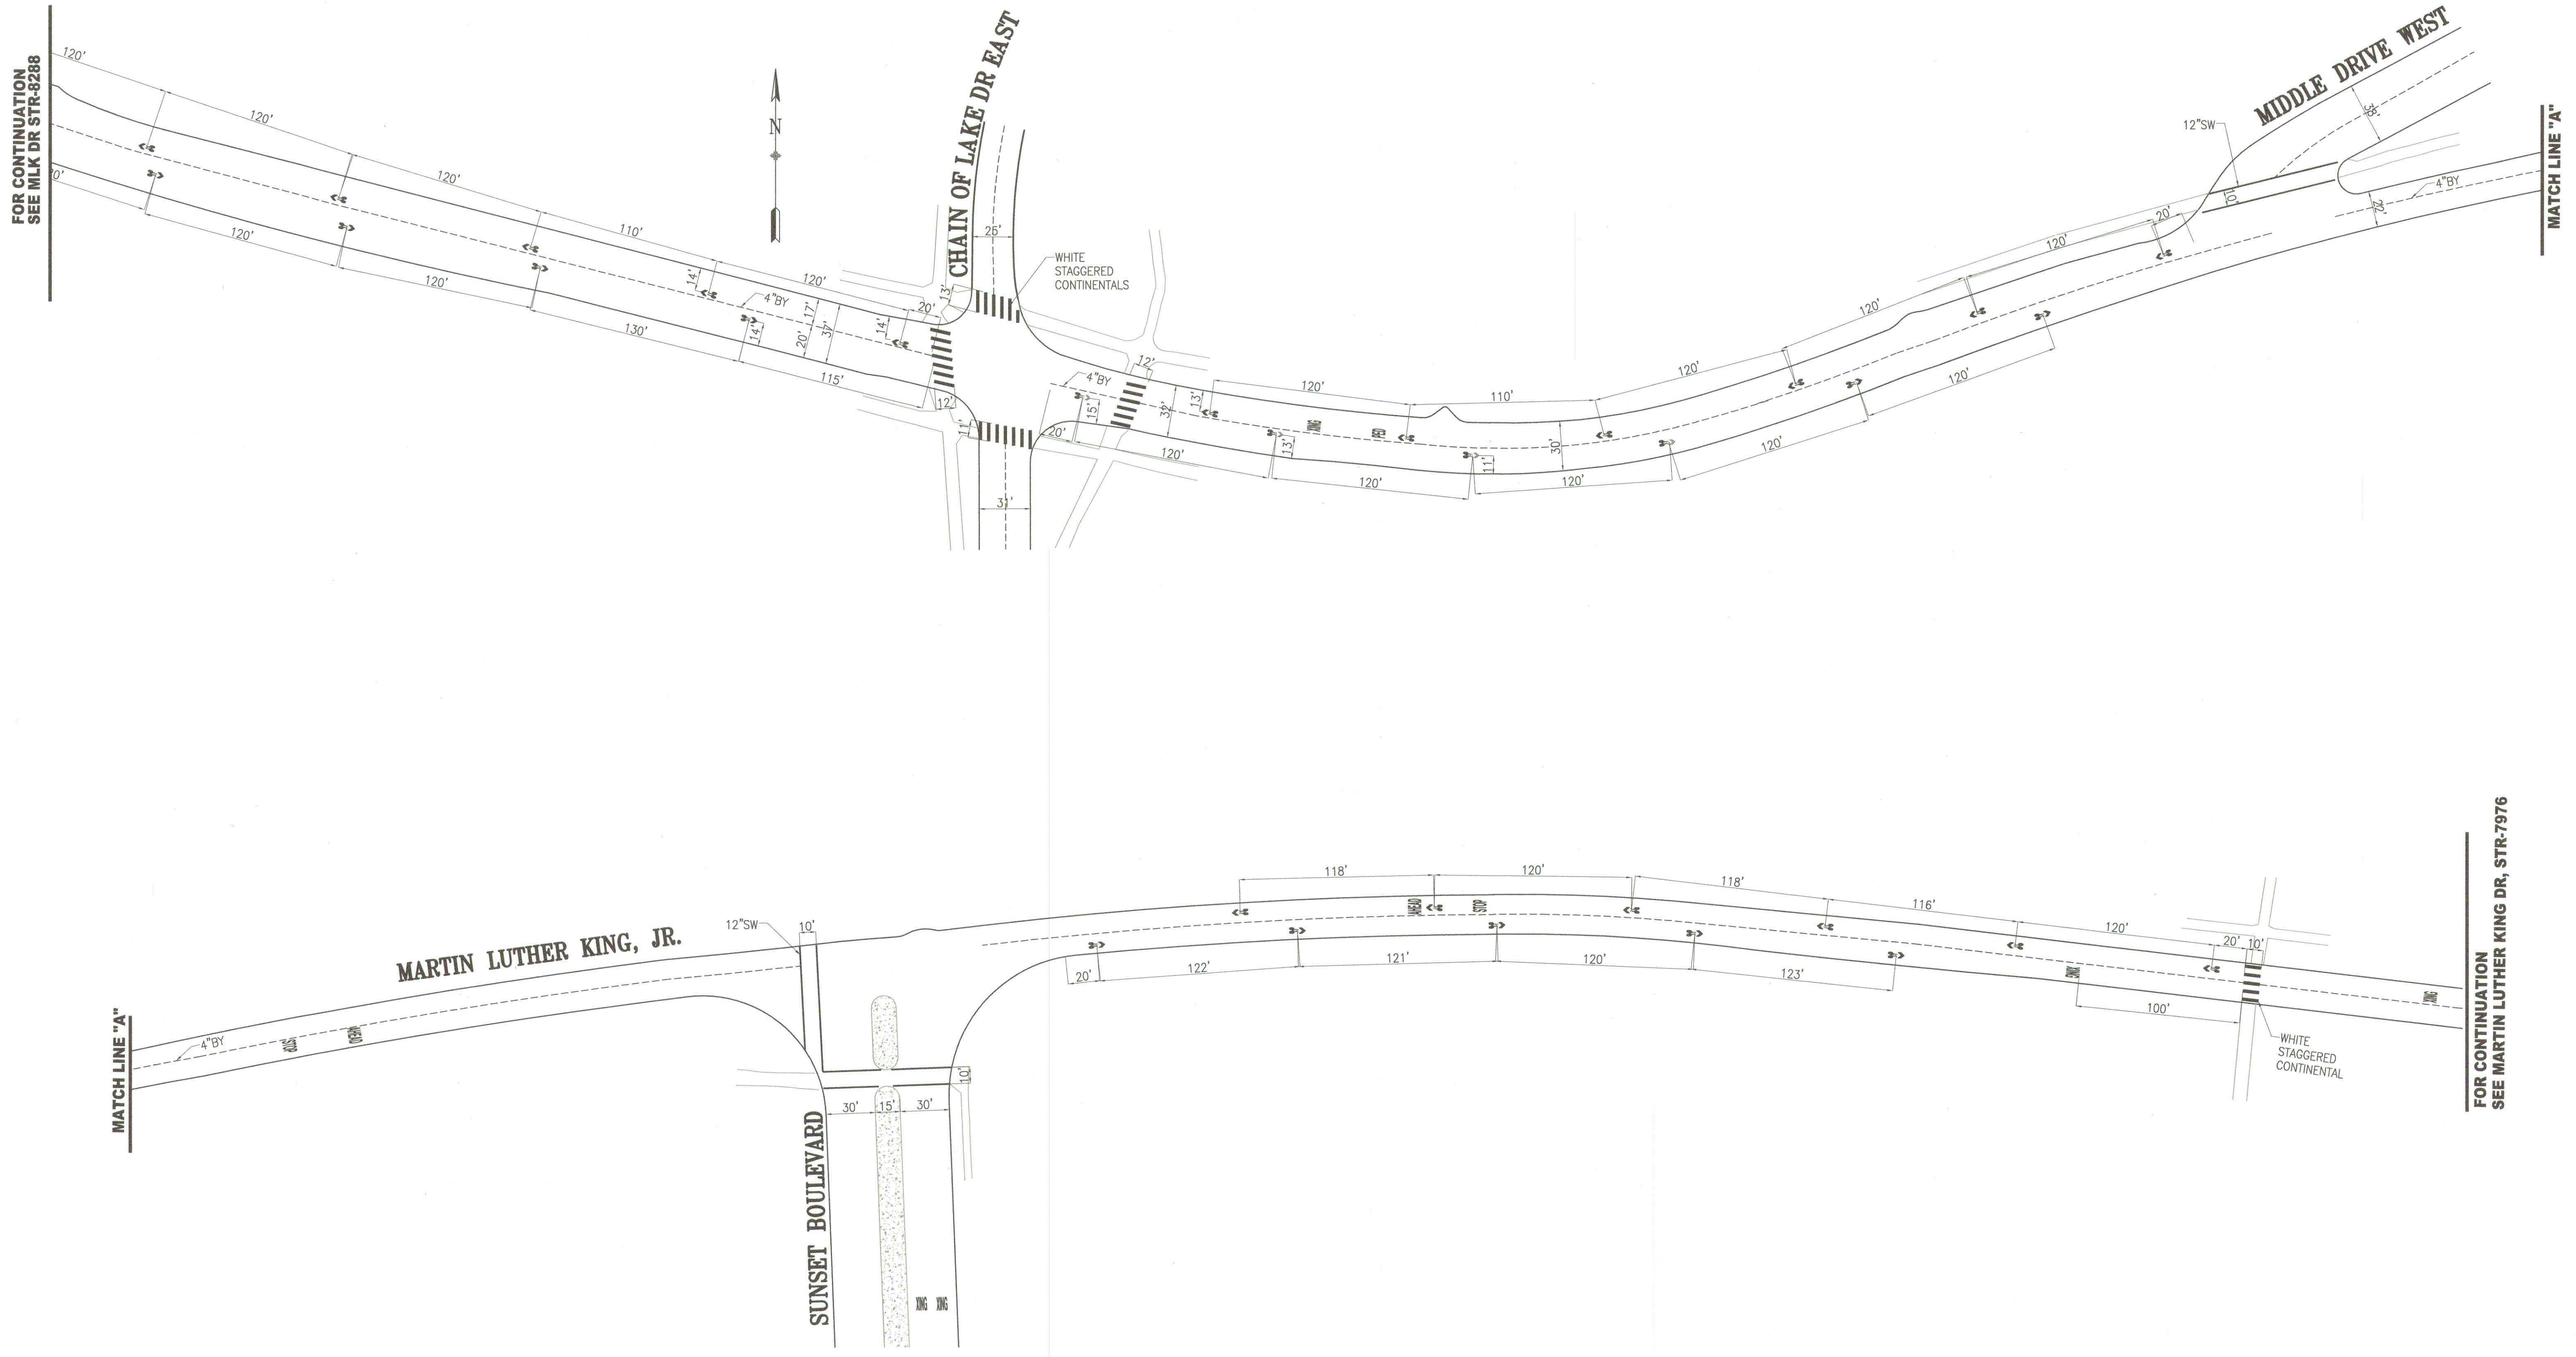 FOR CONTINUATION
SEE MLK DR STR-8288
120'
120'
120'
110'
120'
20'
120'
120'
130'
115'
14'
14'
4"BY
17'
20'
37'
14'
N
CHAIN OF LAKE DR EAST
25'
13'
WHITE
STAGGERED
CONTINENTALS
12'
11'
31'
20'
4"BY
15'
12'
32'
13'
120'
110'
120'
120'
120'
20'
XING
PED
13'
11'
30'
120'
120'
120'
120'
120'
MIDDLE DRIVE WEST
38'
12"SW
10'
4"BY
22'
MATCH LINE "A"
MATCH LINE "A"
4"BY
STOP
AHEAD
MARTIN LUTHER KING, JR.
12"SW
10'
10'
30'
15'
30'
SUNSET BOULEVARD
XING
XING
118'
120'
118'
116'
120'
20'
10'
AHEAD
STOP
20'
122'
121'
120'
123'
XING
100'
XING
WHITE
STAGGERED
CONTINENTAL
FOR CONTINUATION
SEE MARTIN LUTHER KING DR, STR-7976